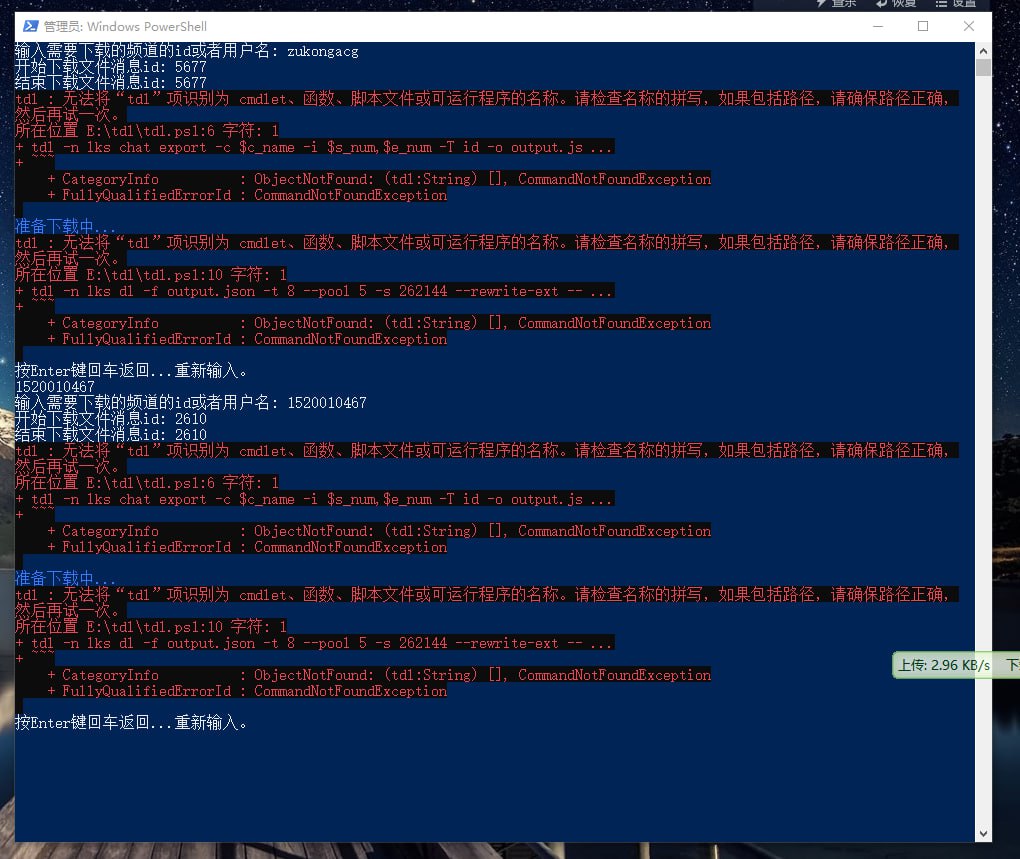 登录 恢复 设置
管理员: Windows PowerShell
输入需要下载的频道的id或者用户名: zukongacg
开始下载文件消息id: 5677
结束下载文件消息id: 5677
tdl : 无法将“tdl”项识别为 cmdlet、函数、脚本文件或可运行程序的名称。请检查名称的拼写，如果包括路径，请确保路径正确，
然后再试一次。
所在位置 E:\tdl\tdl.ps1:6 字符: 1
+ tdl -n lks chat export -c $c_name -i $s_num,$e_num -T id -o output.js ...
+ ~~~
    + CategoryInfo          : ObjectNotFound: (tdl:String) [], CommandNotFoundException
    + FullyQualifiedErrorId : CommandNotFoundException
准备下载中...
tdl : 无法将“tdl”项识别为 cmdlet、函数、脚本文件或可运行程序的名称。请检查名称的拼写，如果包括路径，请确保路径正确，
然后再试一次。
所在位置 E:\tdl\tdl.ps1:10 字符: 1
+ tdl -n lks dl -f output.json -t 8 --pool 5 -s 262144 --rewrite-ext -- ...
+ ~~~
    + CategoryInfo          : ObjectNotFound: (tdl:String) [], CommandNotFoundException
    + FullyQualifiedErrorId : CommandNotFoundException
按Enter键回车返回...重新输入。
1520010467
输入需要下载的频道的id或者用户名: 1520010467
开始下载文件消息id: 2610
结束下载文件消息id: 2610
tdl : 无法将“tdl”项识别为 cmdlet、函数、脚本文件或可运行程序的名称。请检查名称的拼写，如果包括路径，请确保路径正确，
然后再试一次。
所在位置 E:\tdl\tdl.ps1:6 字符: 1
+ tdl -n lks chat export -c $c_name -i $s_num,$e_num -T id -o output.js ...
+ ~~~
    + CategoryInfo          : ObjectNotFound: (tdl:String) [], CommandNotFoundException
    + FullyQualifiedErrorId : CommandNotFoundException
准备下载中...
tdl : 无法将“tdl”项识别为 cmdlet、函数、脚本文件或可运行程序的名称。请检查名称的拼写，如果包括路径，请确保路径正确，
然后再试一次。
所在位置 E:\tdl\tdl.ps1:10 字符: 1
+ tdl -n lks dl -f output.json -t 8 --pool 5 -s 262144 --rewrite-ext -- ...
+ ~~~
    + CategoryInfo          : ObjectNotFound: (tdl:String) [], CommandNotFoundException
    + FullyQualifiedErrorId : CommandNotFoundException
上传: 2.96 KB/s 下
按Enter键回车返回...重新输入。